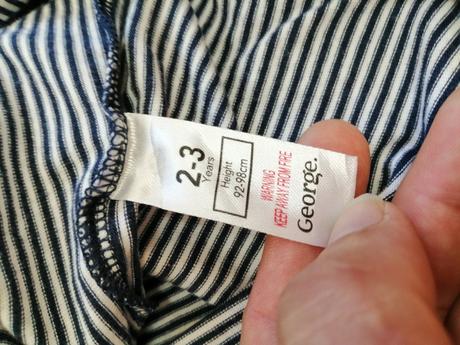 2-3
Years
Height
92-98cm
WARNING
KEEP AWAY FROM FIRE
George.